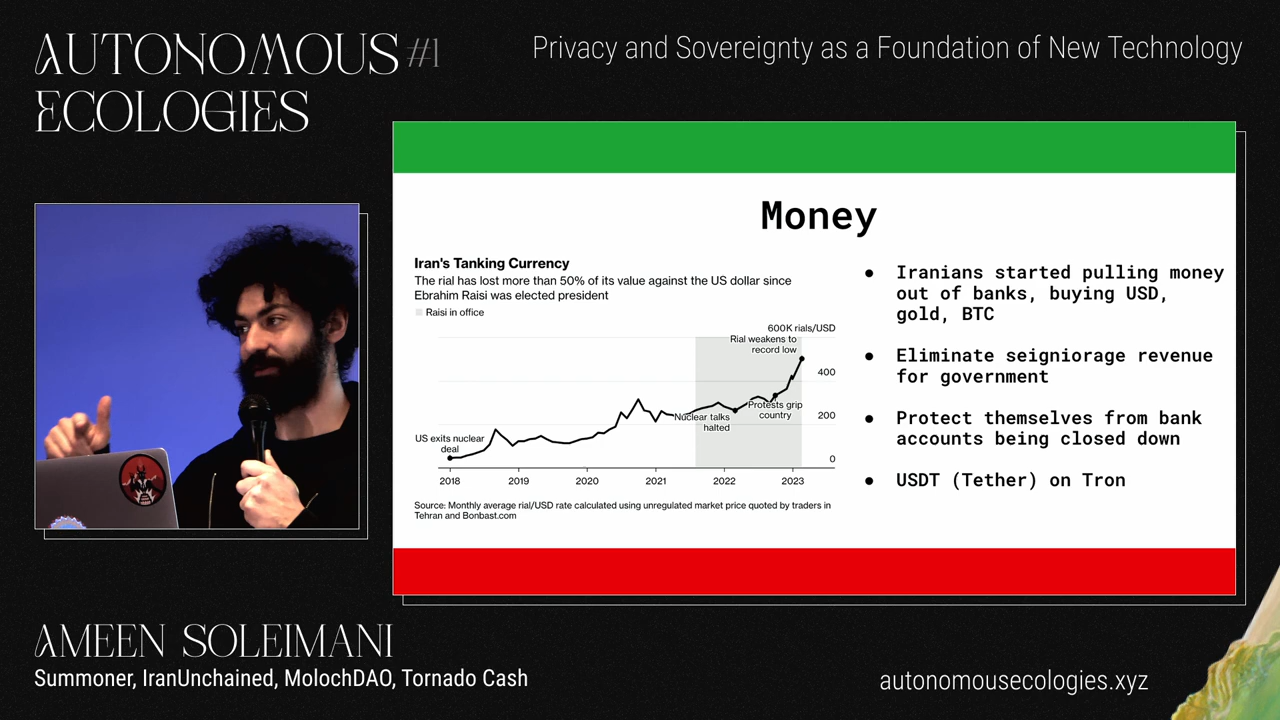 AUTONOMOUS #1
ECOLOGIES
Privacy and Sovereignty as a Foundation of New Technology
Money
Iran's Tanking Currency
The rial has lost more than 50% of its value against the US dollar since
Ebrahim Raisi was elected president
Raisi in office
600K rials/USD
Rial weakens to
record low
400
Protests grip
country
200
Nuclear talks
halted
US exits nuclear
deal
0
2018 2019 2020 2021 2022 2023
Source: Monthly average rial/USD rate calculated using unregulated market price quoted by traders in
Tehran and Bonbast.com
● Iranians started pulling money
out of banks, buying USD,
gold, BTC
● Eliminate seigniorage revenue
for government
● Protect themselves from bank
accounts being closed down
● USDT (Tether) on Tron
AMEEN SOLEIMANI
Summoner, IranUnchained, MolochDAO, Tornado Cash
autonomousecologies.xyz